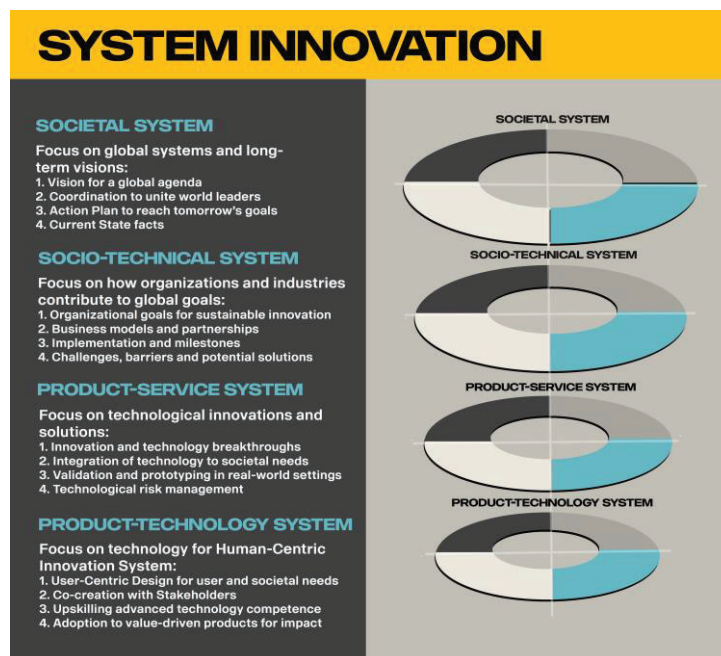 SYSTEM INNOVATION
SOCIETAL SYSTEM
Focus on global systems and long-
term visions:
1. Vision for a global agenda
2. Coordination to unite world leaders
3. Action Plan to reach tomorrow's goals
4. Current State facts
SOCIO-TECHNICAL SYSTEM
Focus on how organizations and industries
contribute to global goals:
1. Organizational goals for sustainable innovation
2. Business models and partnerships
3. Implementation and milestones
4. Challenges, barriers and potential solutions
PRODUCT-SERVICE SYSTEM
Focus on technological innovations and
solutions:
1. Innovation and technology breakthroughs
2. Integration of technology to societal needs
3. Validation and prototyping in real-world settings
4. Technological risk management
PRODUCT-TECHNOLOGY SYSTEM
Focus on technology for Human-Centric
Innovation System:
1. User-Centric Design for user and societal needs
2. Co-creation with Stakeholders
3. Upskilling advanced technology competence
4. Adoption to value-driven products for impact
SOCIETAL SYSTEM
SOCIO-TECHNICAL SYSTEM
PRODUCT-SERVICE SYSTEM
PRODUCT-TECHNOLOGY SYSTEM